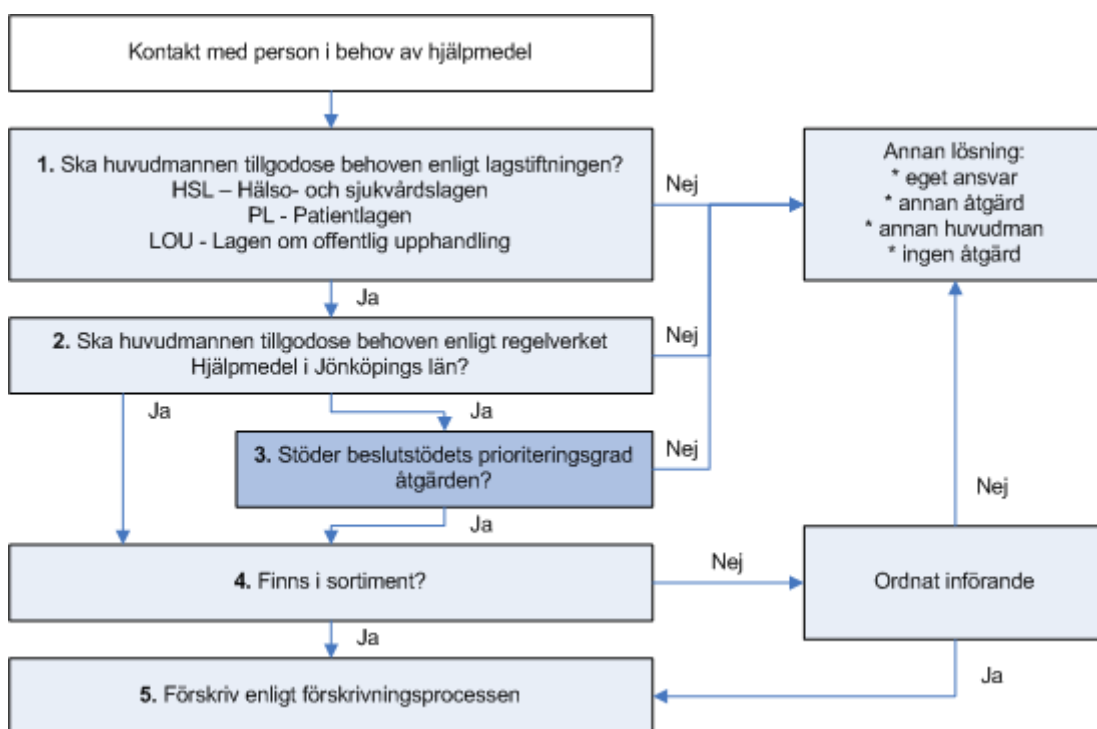 Kontakt med person i behov av hjälpmedel
1. Ska huvudmannen tillgodose behoven enligt lagstiftningen?
HSL – Hälso- och sjukvårdslagen
PL - Patientlagen
LOU - Lagen om offentlig upphandling
Nej
Annan lösning:
* eget ansvar
* annan åtgärd
* annan huvudman
* ingen åtgärd
Ja
2. Ska huvudmannen tillgodose behoven enligt regelverket
Hjälpmedel i Jönköpings län?
Nej
Ja
Ja
3. Stöder beslutstödets prioriteringsgrad
åtgärden?
Nej
Ja
Nej
4. Finns i sortiment?
Nej
Ordnat införande
Ja
Ja
5. Förskriv enligt förskrivningsprocessen